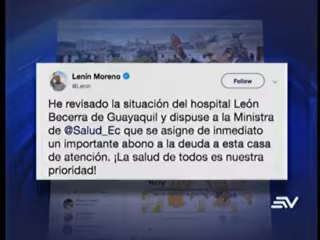 Lenín Moreno
@Lenin
Follow
He revisado la situación del hospital León
Becerra de Guayaquil y dispuse a la Ministra
de @Salud_Ec que se asigne de inmediato
un importante abono a la deuda a esta casa
de atención. ¡La salud de todos es nuestra
prioridad!